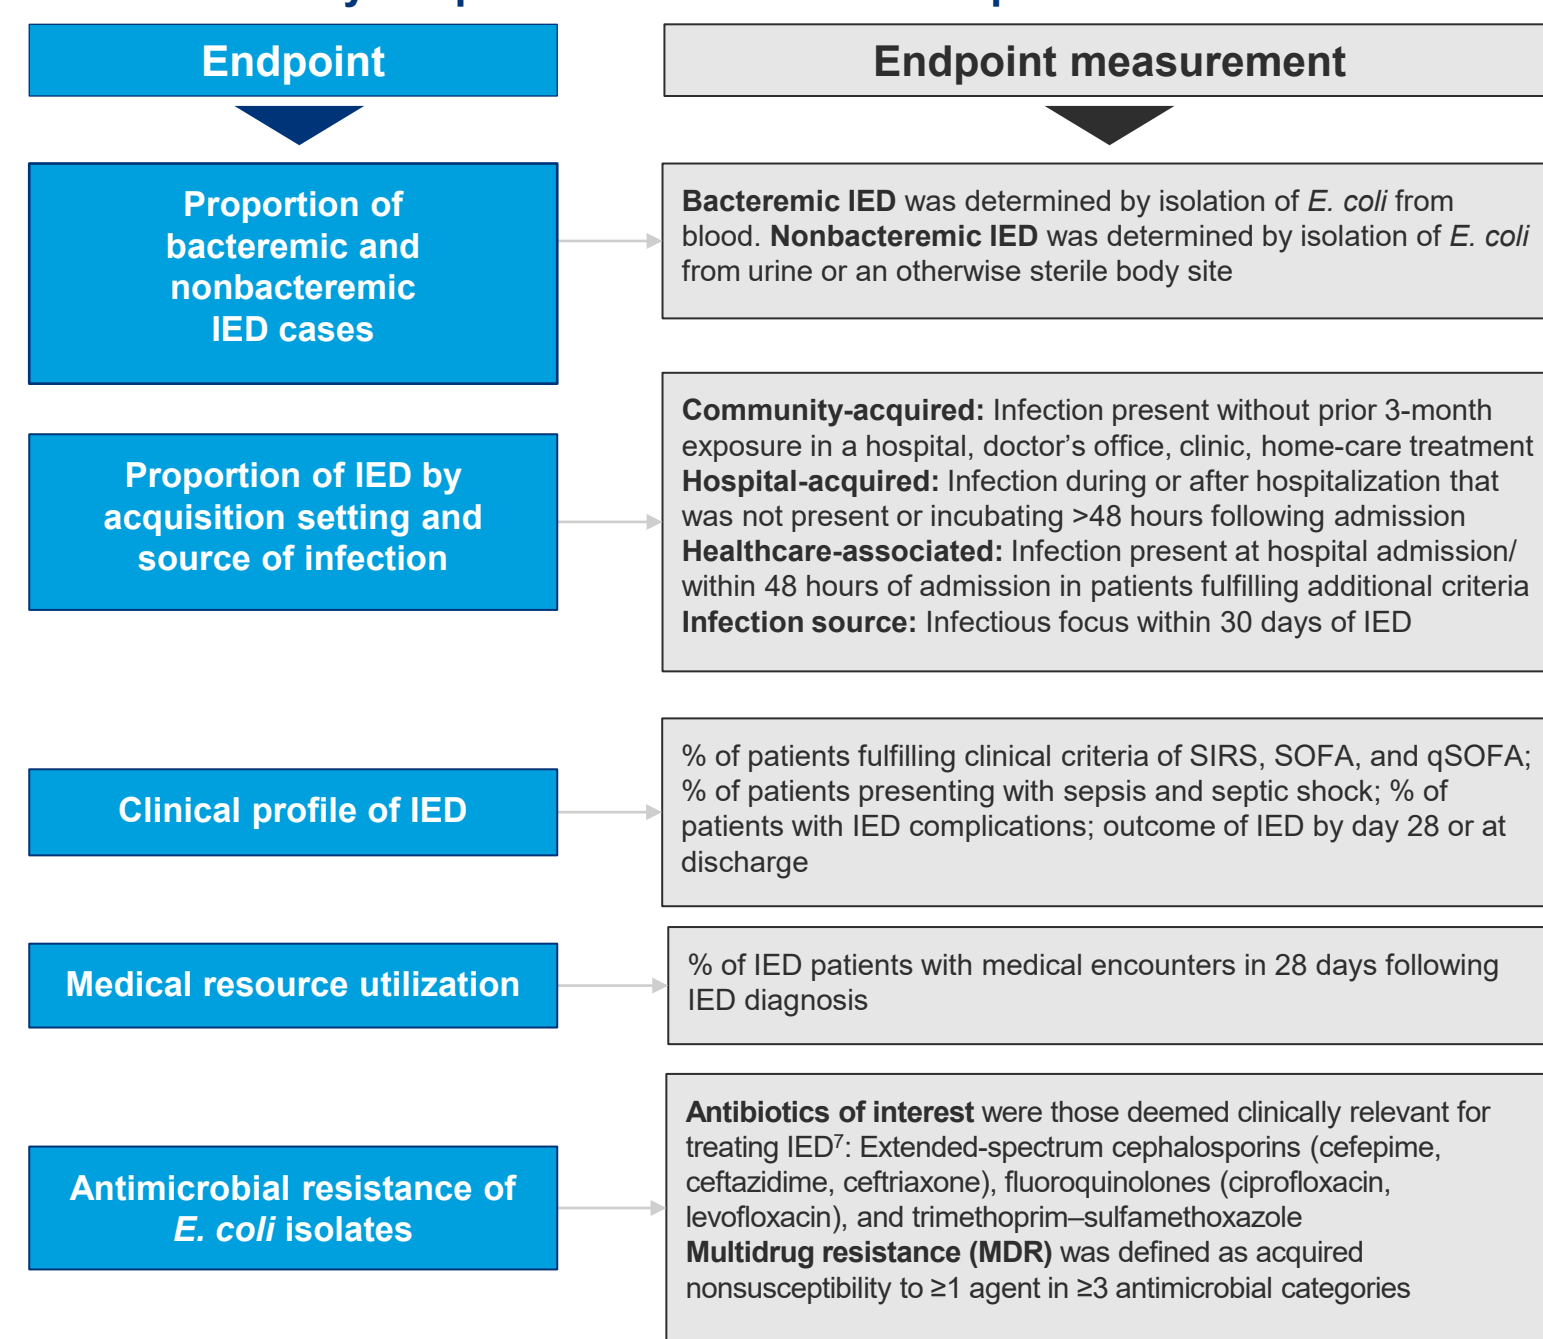 Endpoint
Endpoint measurement
Proportion of
bacteremic and
nonbacteremic
IED cases
Bacteremic IED was determined by isolation of E. coli from
blood. Nonbacteremic IED was determined by isolation of E. coli
from urine or an otherwise sterile body site
Proportion of IED by
acquisition setting and
source of infection
Community-acquired: Infection present without prior 3-month
exposure in a hospital, doctor’s office, clinic, home-care treatment
Hospital-acquired: Infection during or after hospitalization that
was not present or incubating >48 hours following admission
Healthcare-associated: Infection present at hospital admission/
within 48 hours of admission in patients fulfilling additional criteria
Infection source: Infectious focus within 30 days of IED
Clinical profile of IED
% of patients fulfilling clinical criteria of SIRS, SOFA, and qSOFA;
% of patients presenting with sepsis and septic shock; % of
patients with IED complications; outcome of IED by day 28 or at
discharge
Medical resource utilization
% of IED patients with medical encounters in 28 days following
IED diagnosis
Antimicrobial resistance of
E. coli isolates
Antibiotics of interest were those deemed clinically relevant for
treating IED⁷: Extended-spectrum cephalosporins (cefepime,
ceftazidime, ceftriaxone), fluoroquinolones (ciprofloxacin,
levofloxacin), and trimethoprim–sulfamethoxazole
Multidrug resistance (MDR) was defined as acquired
nonsusceptibility to ≥1 agent in ≥3 antimicrobial categories